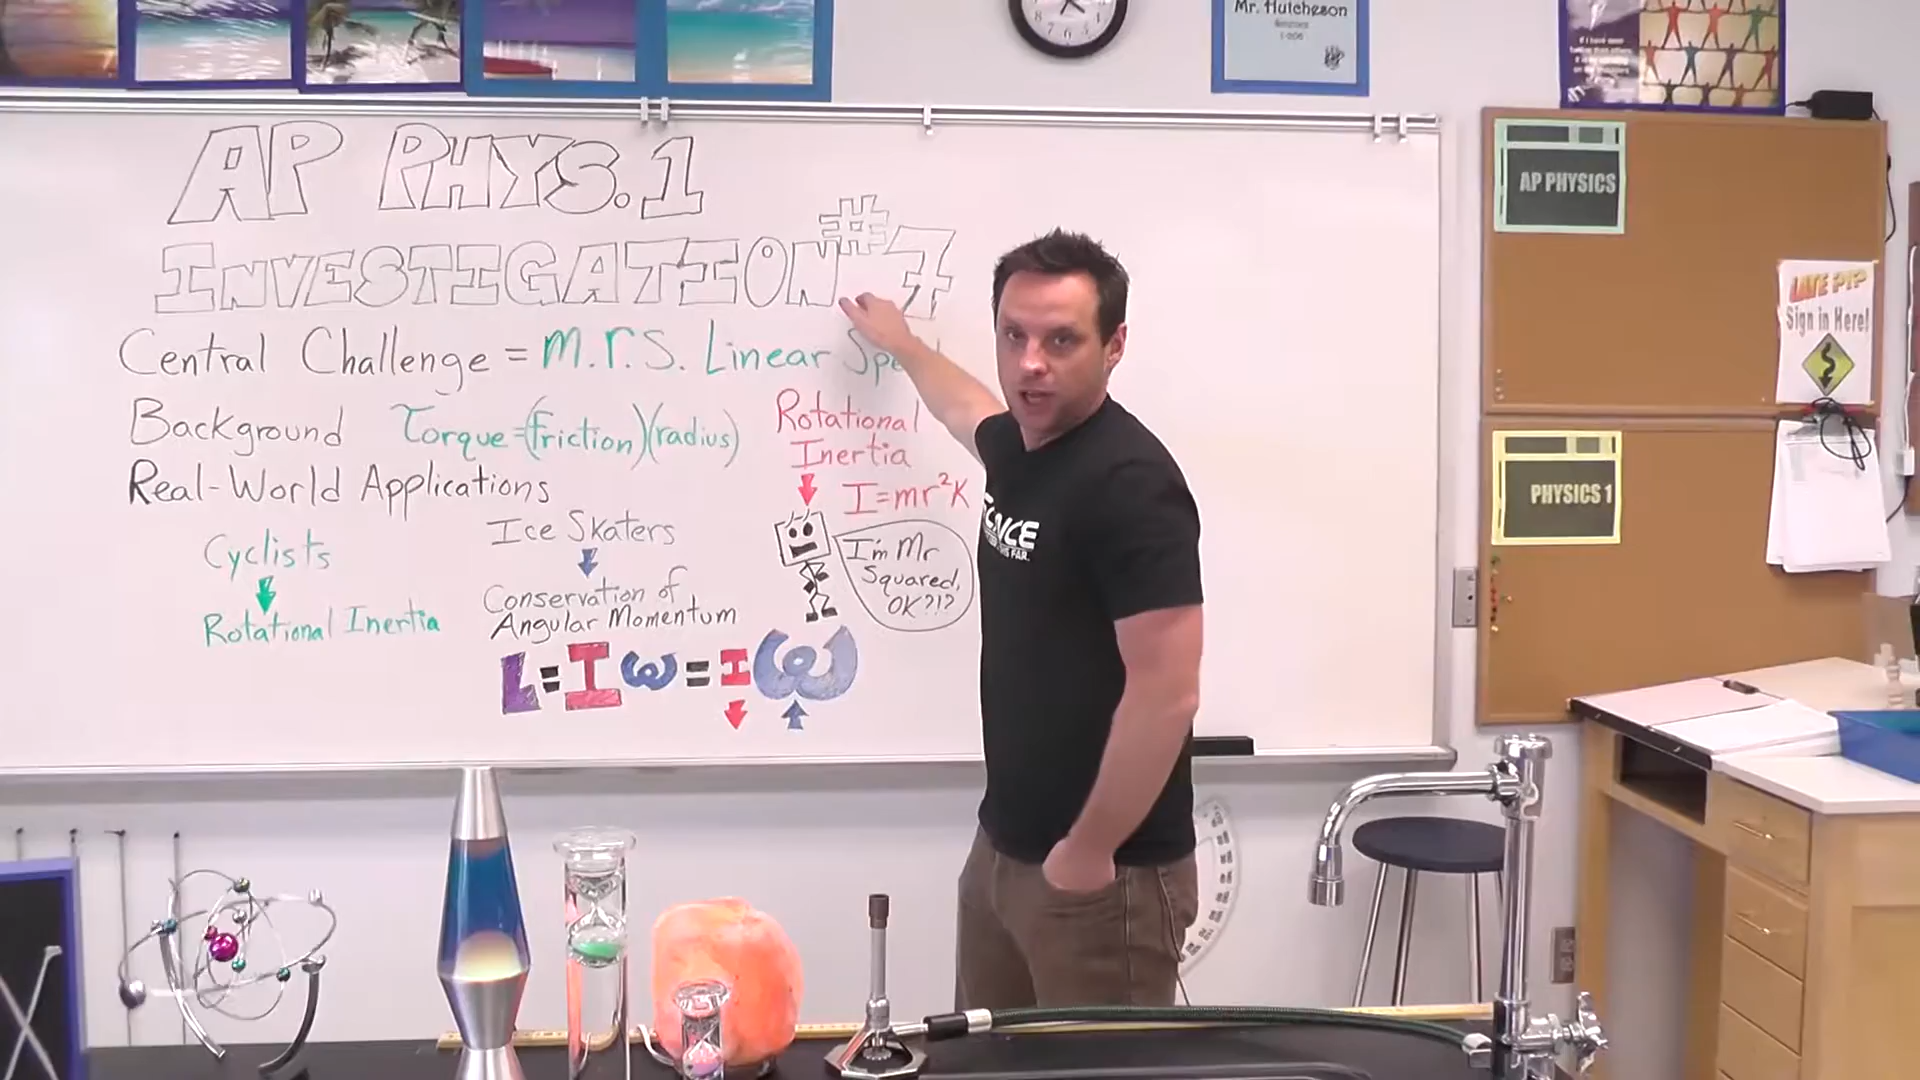 Mr. Hutcheson
AP PHYS. 1
INVESTIGATION #7
Central Challenge = m.r.s. Linear Spe
Background
Torque=(friction)(radius)
Rotational
Inertia
I=mr²K
Real-World Applications
Cyclists
Rotational Inertia
Ice Skaters
Conservation of
Angular Momentum
L=Iω=Iω
I'm Mr
Squared,
OK?!?
AP PHYSICS
PHYSICS 1
LATE PIP
Sign in Here!
FAR.